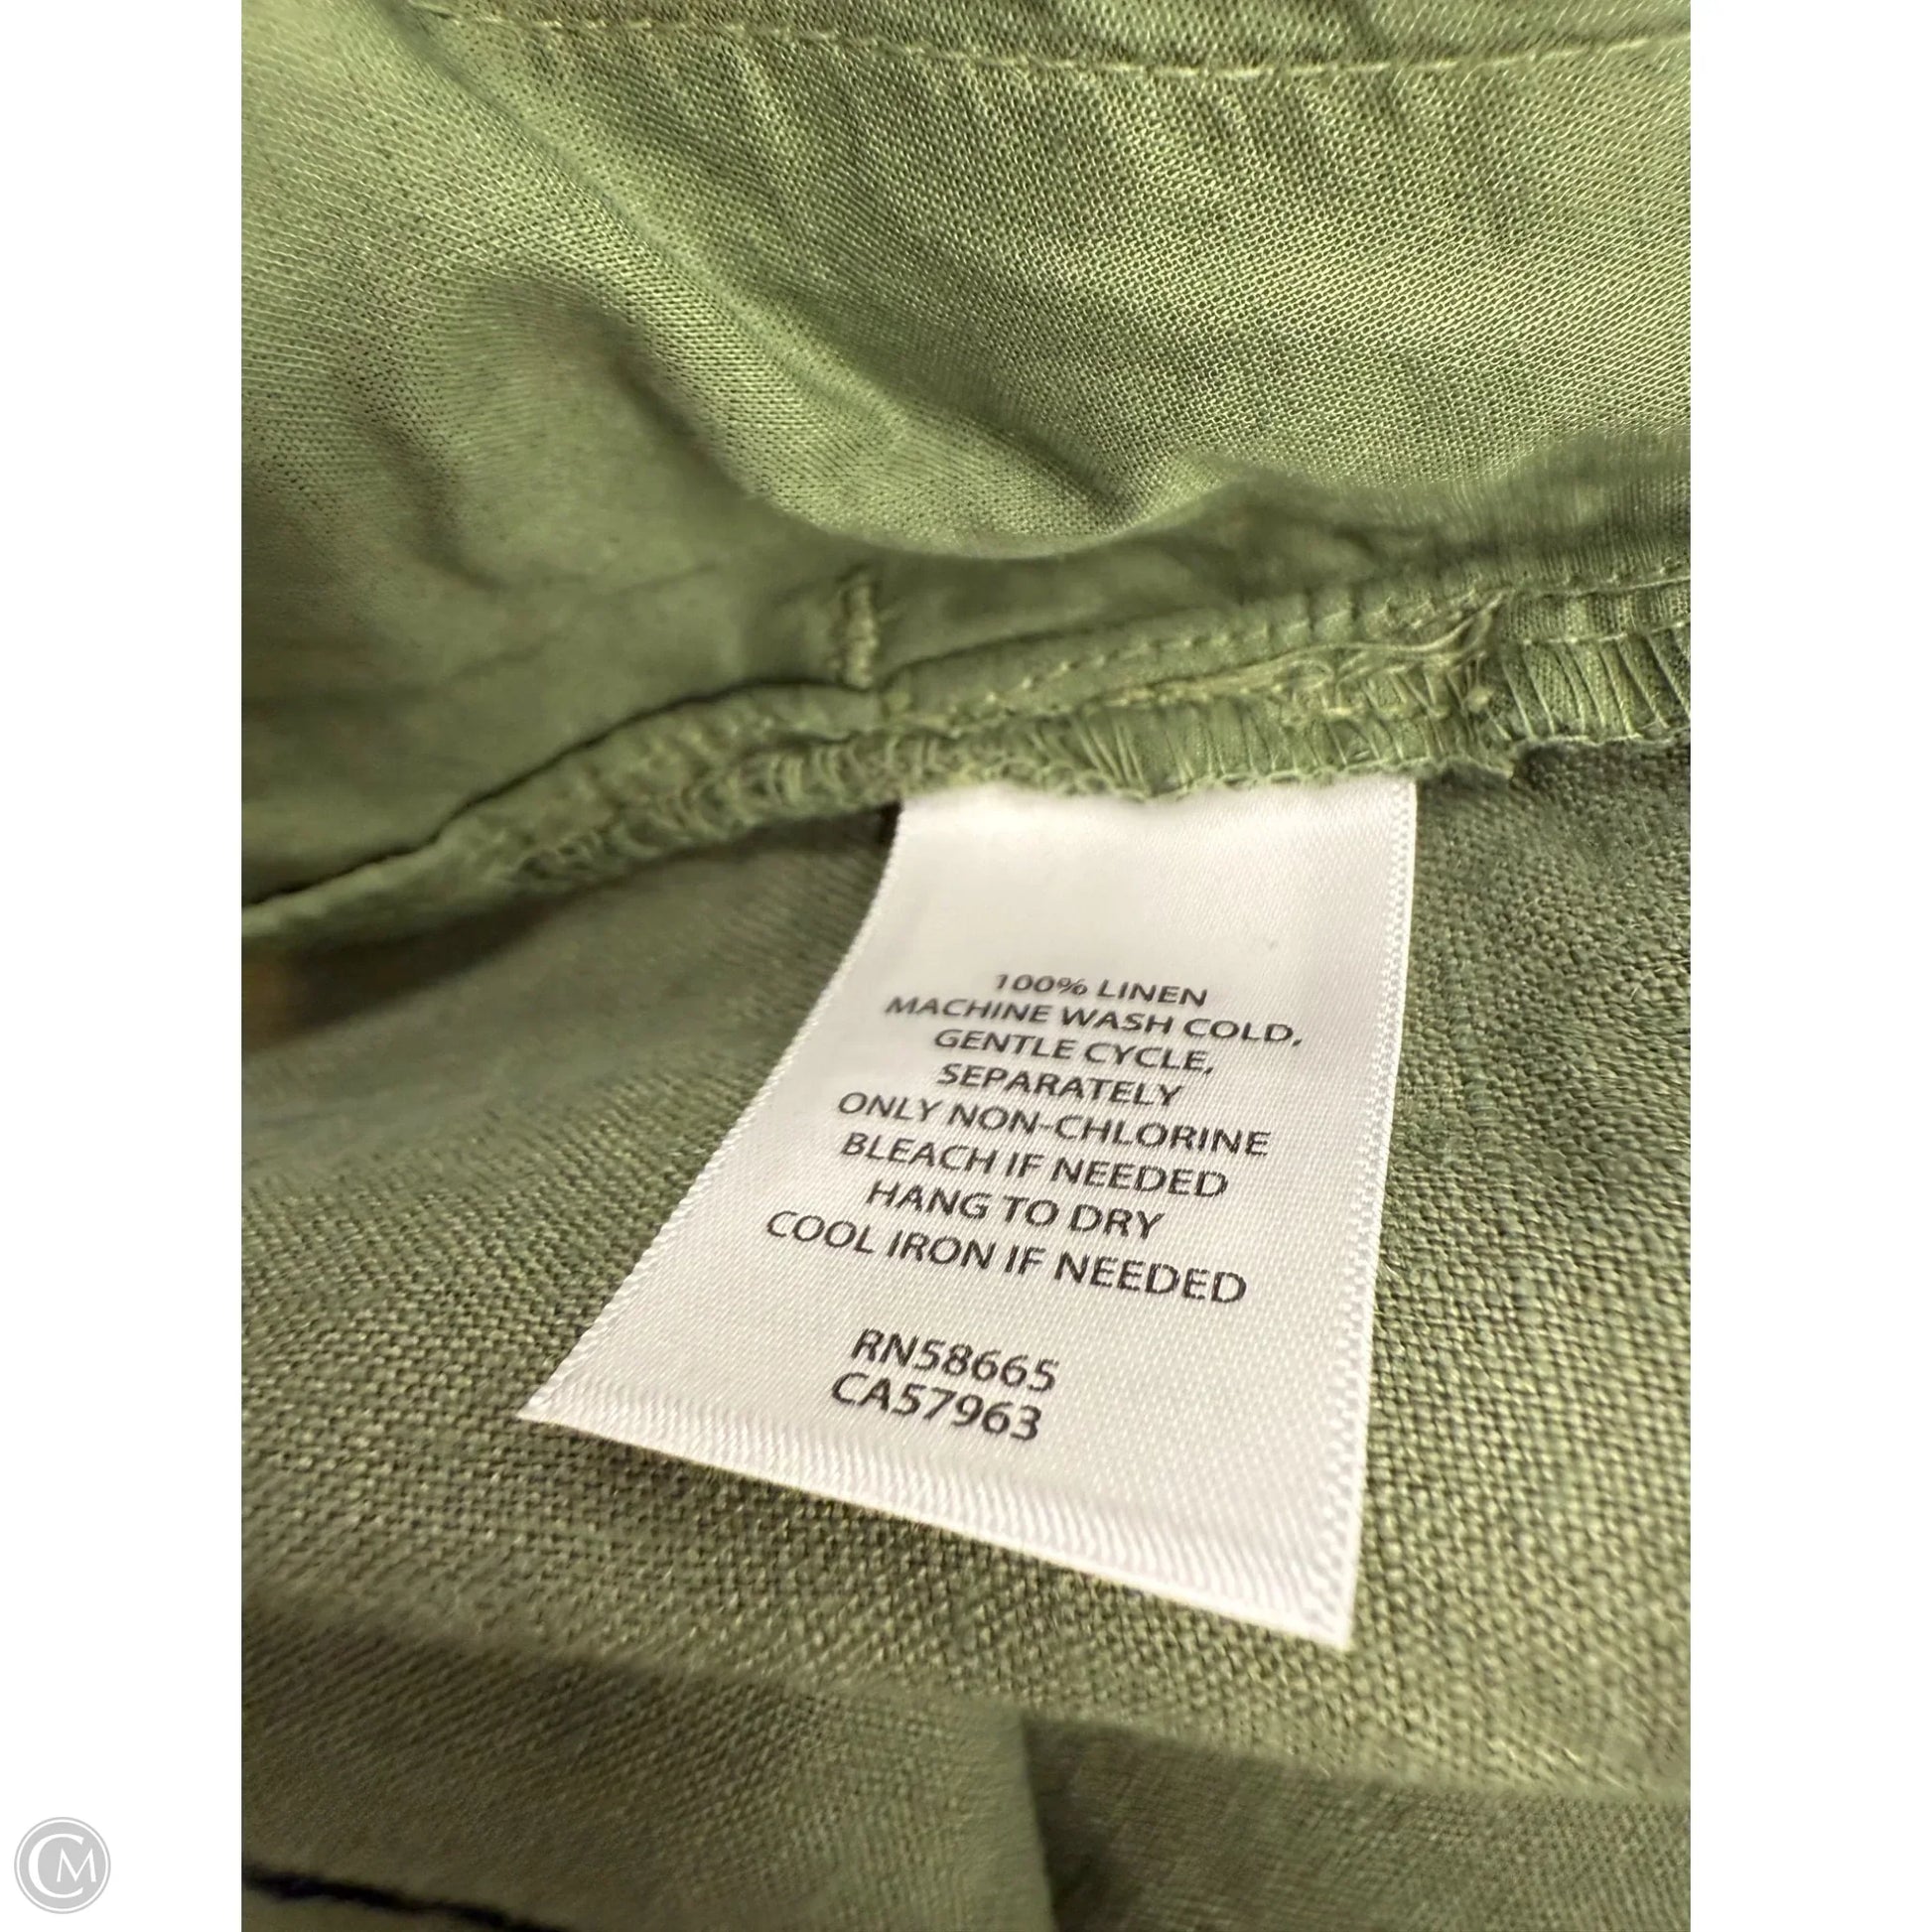 100% LINEN
MACHINE WASH COLD,
GENTLE CYCLE,
SEPARATELY
ONLY NON-CHLORINE
BLEACH IF NEEDED
HANG TO DRY
COOL IRON IF NEEDED
RN58665
CA57963
CM